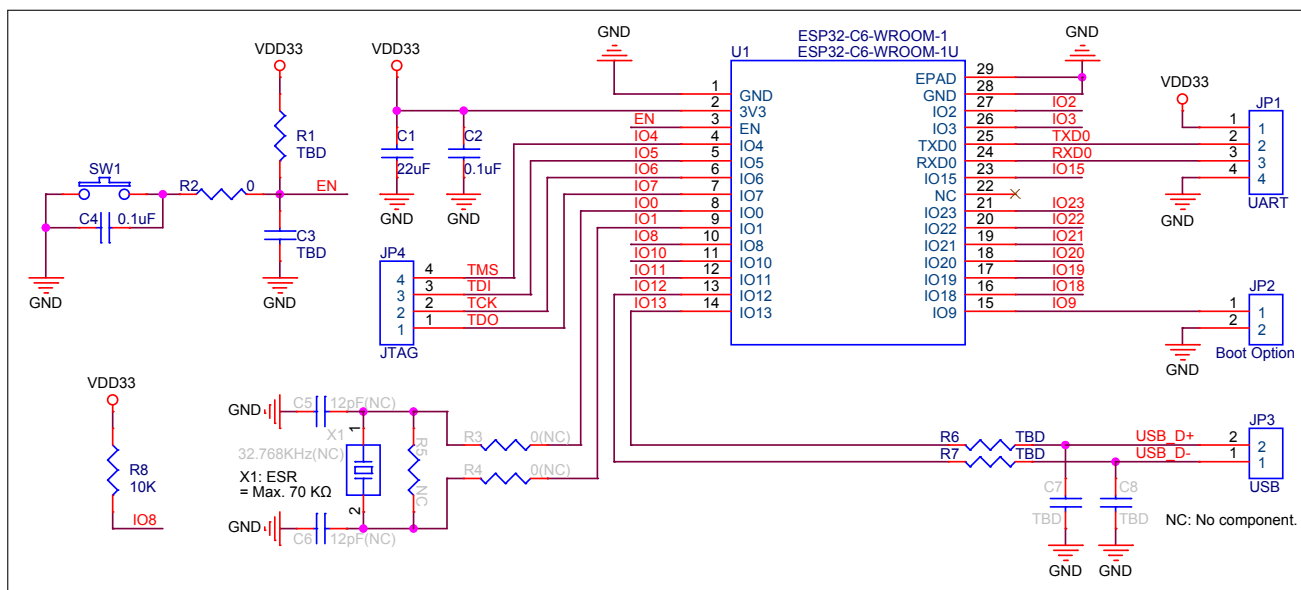 ESP32-C6-WROOM-1
ESP32-C6-WROOM-1U
U1
GND
GND
VDD33
VDD33
VDD33
R1
TBD
SW1
R2
0
EN
C4
0.1uF
C3
TBD
GND
GND
C1
22uF
C2
0.1uF
GND
GND
1
2
3
4
5
6
7
8
9
10
11
12
13
14
EN
IO4
IO5
IO6
IO7
IO0
IO1
IO8
IO10
IO11
IO12
IO13
GND
3V3
EN
IO4
IO5
IO6
IO7
IO0
IO1
IO8
IO10
IO11
IO12
IO13
EPAD
GND
IO2
IO3
TXD0
RXD0
IO15
NC
IO23
IO22
IO21
IO20
IO19
IO18
IO9
29
28
27
26
25
24
23
22
21
20
19
18
17
16
15
IO2
IO3
TXD0
RXD0
IO15
IO23
IO22
IO21
IO20
IO19
IO18
IO9
JP1
1
2
3
4
1
2
3
4
UART
GND
JP2
1
2
1
2
Boot Option
GND
JP4
4
3
2
1
4
3
2
1
TMS
TDI
TCK
TDO
JTAG
VDD33
R8
10K
IO8
GND
C5
12pF(NC)
X1
1
32.768KHz(NC)
X1: ESR
= Max. 70 KΩ
2
R5
NC
GND
C6
12pF(NC)
R3
0(NC)
R4
0(NC)
R6
TBD
R7
TBD
USB_D+
USB_D-
JP3
2
1
2
1
USB
C7
TBD
C8
TBD
GND
GND
NC: No component.